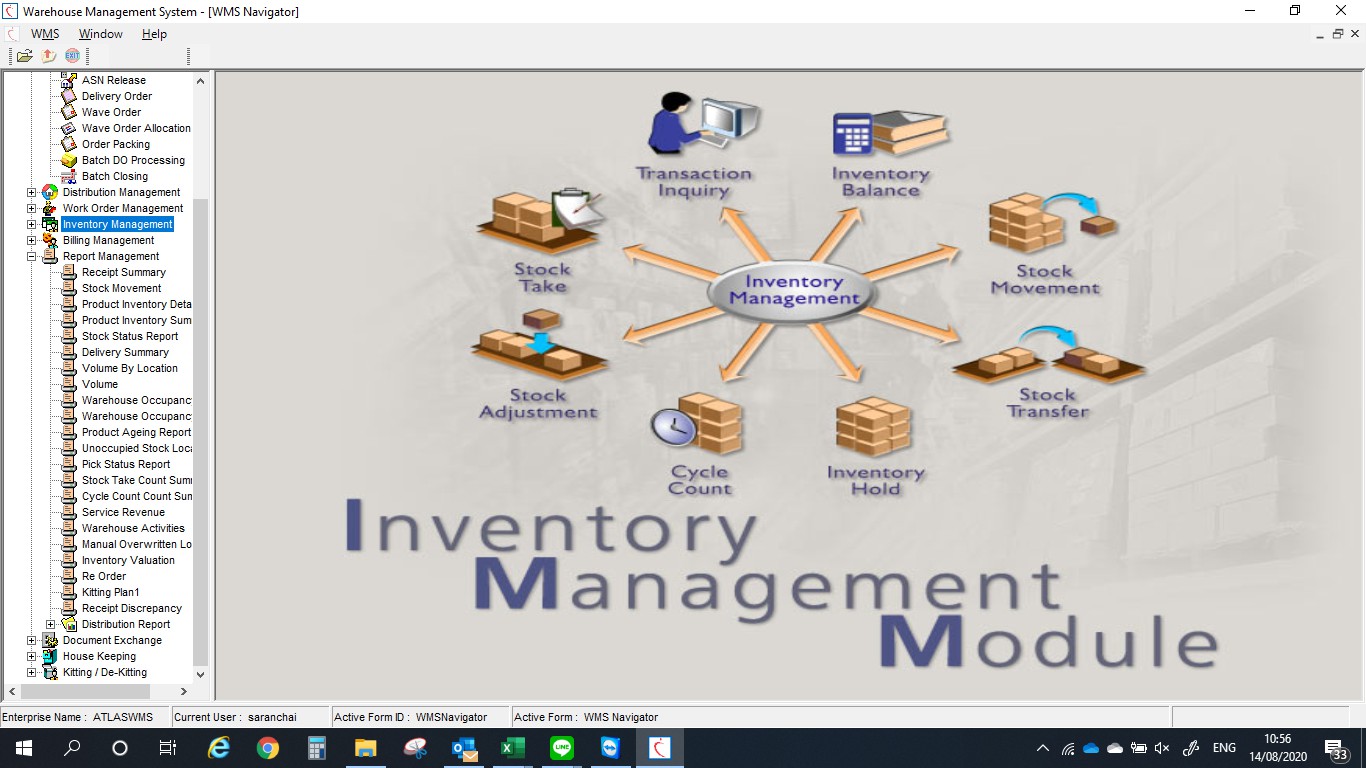 Warehouse Management System - [WMS Navigator]
WMS Window Help
EXIT
ASN Release
Delivery Order
Wave Order
Wave Order Allocation
Order Packing
Batch DO Processing
Batch Closing
Distribution Management
Work Order Management
Inventory Management
Billing Management
Report Management
Receipt Summary
Stock Movement
Product Inventory Deta
Product Inventory Sum
Stock Status Report
Delivery Summary
Volume By Location
Volume
Warehouse Occupanc
Warehouse Occupanc
Product Ageing Report
Unoccupied Stock Loca
Pick Status Report
Stock Take Count Sumr
Cycle Count Count Sun
Service Revenue
Warehouse Activities
Manual Overwritten Lo
Inventory Valuation
Re Order
Kitting Plan1
Receipt Discrepancy
Distribution Report
Document Exchange
House Keeping
Kitting / De-Kitting
Transaction
Inquiry
Inventory
Balance
Stock
Take
Stock
Movement
Inventory
Management
Stock
Adjustment
Stock
Transfer
Cycle
Count
Inventory
Hold
Inventory
Management
Module
Enterprise Name : ATLASWMS Current User : saranchai Active Form ID : WMSNavigator Active Form : WMS Navigator
LINE
ENG
10:56
14/08/2020
33